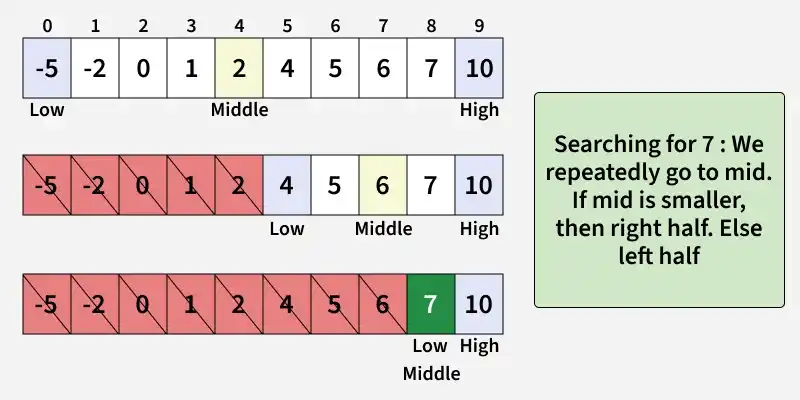 0 1 2 3 4 5 6 7 8 9
-5 -2 0 1 2 4 5 6 7 10
Low Middle High
-5 -2 0 1 2 4 5 6 7 10
Low Middle High
-5 -2 0 1 2 4 5 6 7 10
Low High
Middle
Searching for 7 : We
repeatedly go to mid.
If mid is smaller,
then right half. Else
left half